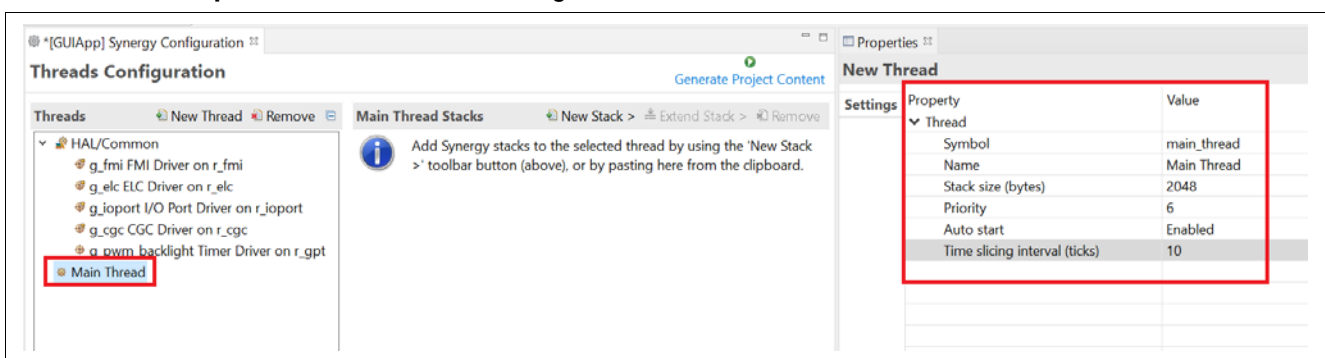 *[GUIApp] Synergy Configuration
Threads Configuration
Generate Project Content
Threads
New Thread
Remove
HAL/Common
g_fmi FMI Driver on r_fmi
g_elc ELC Driver on r_elc
g_ioport I/O Port Driver on r_ioport
g_cgc CGC Driver on r_cgc
g_pwm_backlight Timer Driver on r_gpt
Main Thread
Main Thread Stacks
New Stack >
Extend Stack >
Remove
Add Synergy stacks to the selected thread by using the 'New Stack
>' toolbar button (above), or by pasting here from the clipboard.
Properties
New Thread
Settings
Property Value
Thread
Symbol main_thread
Name Main Thread
Stack size (bytes) 2048
Priority 6
Auto start Enabled
Time slicing interval (ticks) 10